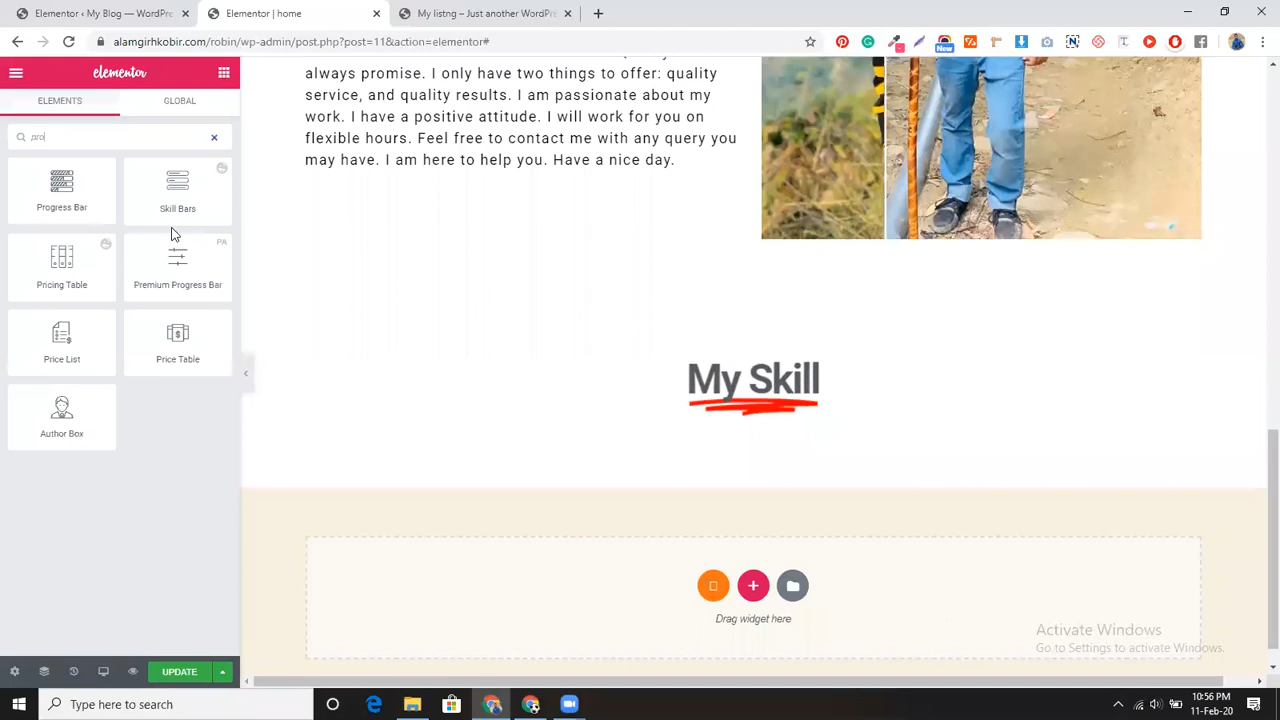 Menu ‹ My BLog — WordPr
Elementor | home
My listng – Just another WordPre
alamgirhkobir.com/robin/wp-admin/post.php?post=11&action=elementor#
New
elementor
ELEMENTS
GLOBAL
pro
Progress Bar
Skill Bars
Pricing Table
PA
Premium Progress Bar
Price List
Price Table
Author Box
UPDATE
always promise. I only have two things to offer: quality
service, and quality results. I am passionate about my
work. I have a positive attitude. I will work for you on
flexible hours. Feel free to contact me with any query you
may have. I am here to help you. Have a nice day.
My Skill
Drag widget here
Activate Windows
Go to Settings to activate Windows.
Type here to search
10:56 PM
11-Feb-20